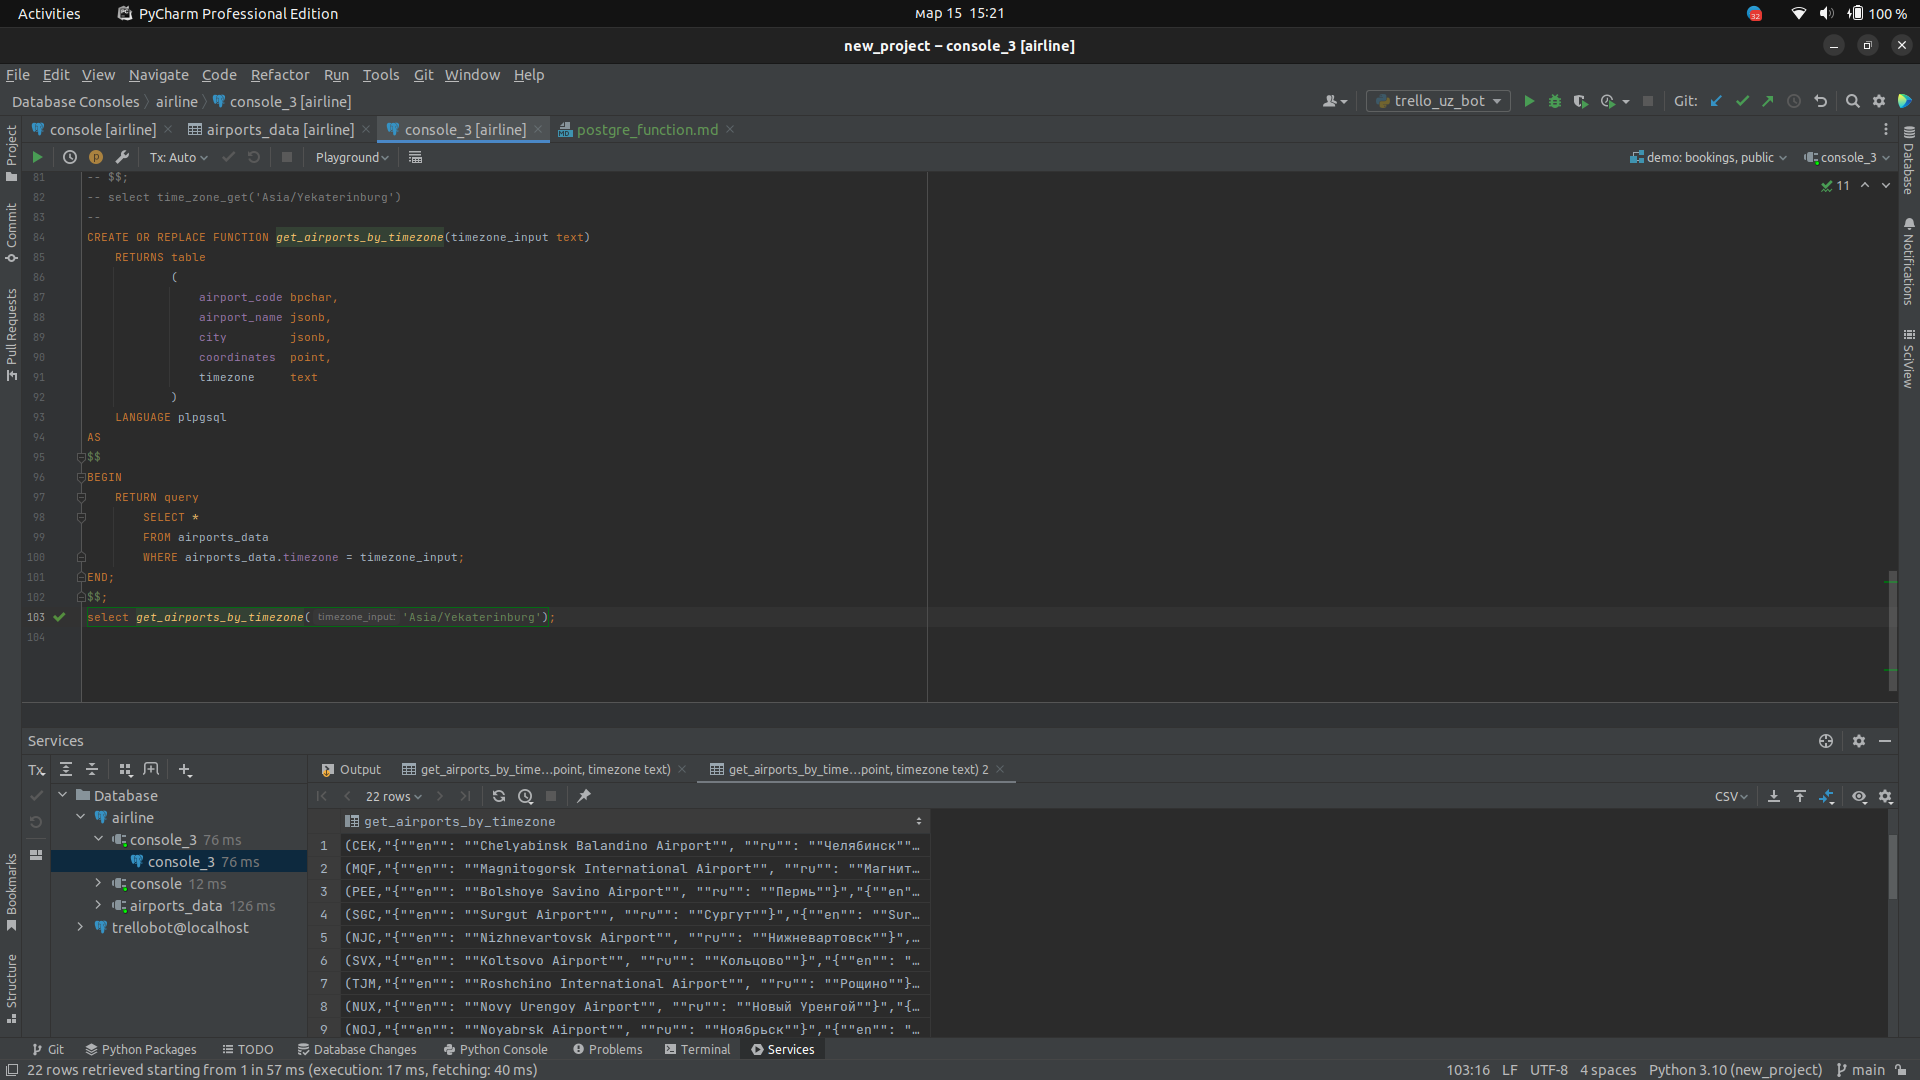 Activities
PyCharm Professional Edition
мар 15 15:21
32
100 %
new_project – console_3 [airline]
File Edit View Navigate Code Refactor Run Tools Git Window Help
Database Consoles
airline
console_3 [airline]
trello_uz_bot
Git:
console [airline]
airports_data [airline]
console_3 [airline]
postgre_function.md
Tx: Auto
Playground
demo: bookings, public
console_3
Project
Commit
Pull Requests
Bookmarks
Structure
Database
Notifications
SciView
11
81 -- $$;
82 -- select time_zone_get('Asia/Yekaterinburg')
83 --
84 CREATE OR REPLACE FUNCTION get_airports_by_timezone(timezone_input text)
85 RETURNS table
86 (
87 airport_code bpchar,
88 airport_name jsonb,
89 city jsonb,
90 coordinates point,
91 timezone text
92 )
93 LANGUAGE plpgsql
94 AS
95 $$
96 BEGIN
97 RETURN query
98 SELECT *
99 FROM airports_data
100 WHERE airports_data.timezone = timezone_input;
101 END;
102 $$;
103 select get_airports_by_timezone( timezone_input: 'Asia/Yekaterinburg');
104
Services
Tx
Database
airline
console_3 76 ms
console_3 76 ms
console 12 ms
airports_data 126 ms
trellobot@localhost
Output
get_airports_by_time...point, timezone text)
get_airports_by_time...point, timezone text) 2
22 rows
CSV
get_airports_by_timezone
1 (CEK,"{""en"": ""Chelyabinsk Balandino Airport"", ""ru"": ""Челябинск""…
2 (MQF,"{""en"": ""Magnitogorsk International Airport"", ""ru"": ""Магнит…
3 (PEE,"{""en"": ""Bolshoye Savino Airport"", ""ru"": ""Пермь""}","{""en"…
4 (SGC,"{""en"": ""Surgut Airport"", ""ru"": ""Сургут""}","{""en"": ""Sur…
5 (NJC,"{""en"": ""Nizhnevartovsk Airport"", ""ru"": ""Нижневартовск""}",…
6 (SVX,"{""en"": ""Koltsovo Airport"", ""ru"": ""Кольцово""}","{""en"": "…
7 (TJM,"{""en"": ""Roshchino International Airport"", ""ru"": ""Рощино""}…
8 (NUX,"{""en"": ""Novy Urengoy Airport"", ""ru"": ""Новый Уренгой""}","{…
9 (NOJ,"{""en"": ""Noyabrsk Airport"", ""ru"": ""Ноябрьск""}","{""en"": "…
Git
Python Packages
TODO
Database Changes
Python Console
Problems
Terminal
Services
22 rows retrieved starting from 1 in 57 ms (execution: 17 ms, fetching: 40 ms)
103:16 LF UTF-8 4 spaces Python 3.10 (new_project) main